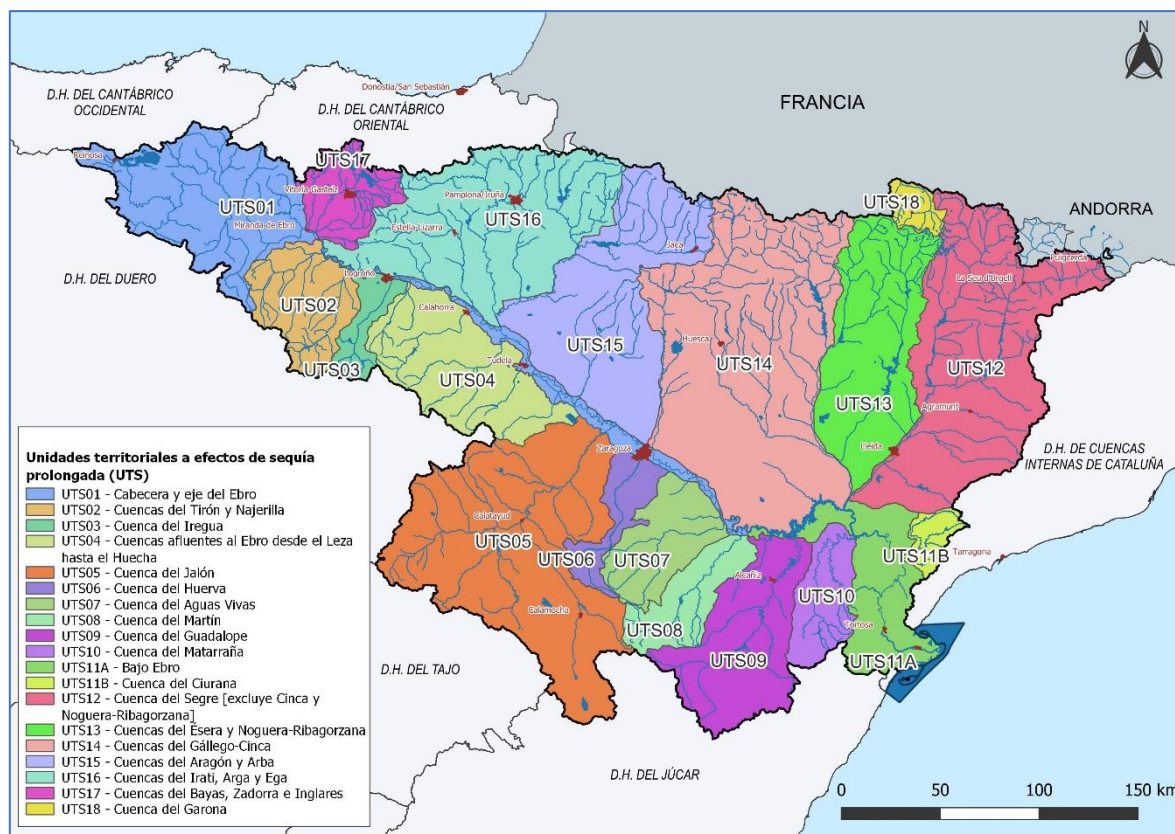 N
Donostia/San Sebastián
D.H. DEL CANTÁBRICO
OCCIDENTAL
D.H. DEL CANTÁBRICO
ORIENTAL
FRANCIA
Reinosa
UTS17
Vitoria-Gasteiz
UTS01
Pamplona/Iruña
UTS16
UTS18
ANDORRA
Miranda de Ebro
Estella-Lizarra
Jaca
Puigcerdà
La Seu d'Urgell
D.H. DEL DUERO
Logroño
UTS02
Calahorra
UTS03
Tudela
UTS04
UTS15
Huesca
UTS14
UTS12
UTS13
Agramunt
Zaragoza
Lleida
D.H. DE CUENCAS
INTERNAS DE CATALUÑA
Calatayud
UTS05
UTS06
UTS07
UTS11B
Tarragona
Alcañiz
UTS10
Calamocha
UTS08
Tortosa
UTS09
UTS11A
D.H. DEL TAJO
D.H. DEL JÚCAR
Unidades territoriales a efectos de sequía
prolongada (UTS)
UTS01 - Cabecera y eje del Ebro
UTS02 - Cuencas del Tirón y Najerilla
UTS03 - Cuenca del Iregua
UTS04 - Cuencas afluentes al Ebro desde el Leza
hasta el Huecha
UTS05 - Cuenca del Jalón
UTS06 - Cuenca del Huerva
UTS07 - Cuenca del Aguas Vivas
UTS08 - Cuenca del Martín
UTS09 - Cuenca del Guadalope
UTS10 - Cuenca del Matarraña
UTS11A - Bajo Ebro
UTS11B - Cuenca del Ciurana
UTS12 - Cuenca del Segre [excluye Cinca y
Noguera-Ribagorzana]
UTS13 - Cuencas del Ésera y Noguera-Ribagorzana
UTS14 - Cuencas del Gállego-Cinca
UTS15 - Cuencas del Aragón y Arba
UTS16 - Cuencas del Irati, Arga y Ega
UTS17 - Cuencas del Bayas, Zadorra e Inglares
UTS18 - Cuenca del Garona
0 50 100 150 km